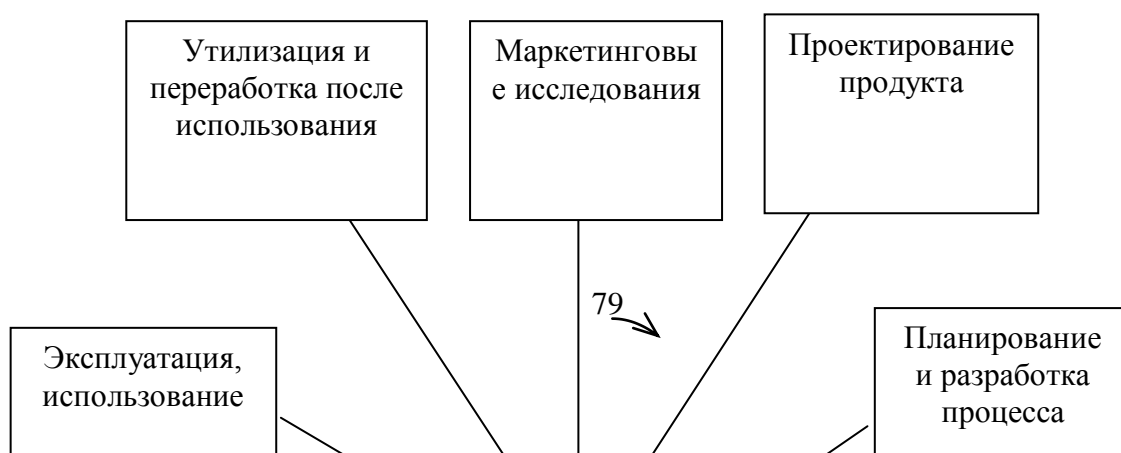 Утилизация и
переработка после
использования
Маркетинговы
е исследования
Проектирование
продукта
79
Эксплуатация,
использование
Планирование
и разработка
процесса